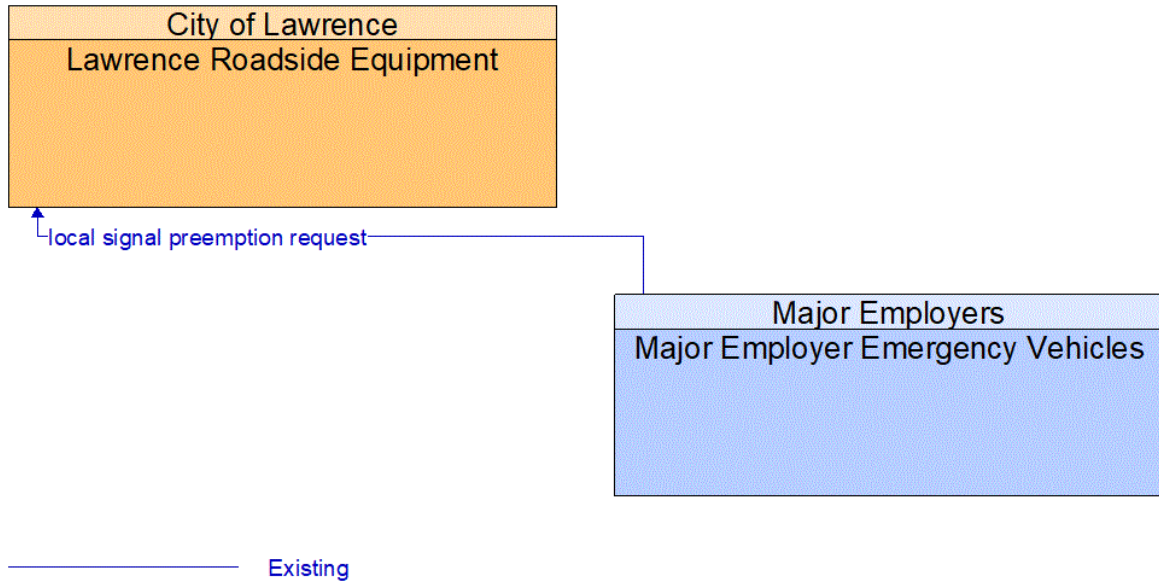 City of Lawrence
Lawrence Roadside Equipment
local signal preemption request
Major Employers
Major Employer Emergency Vehicles
Existing